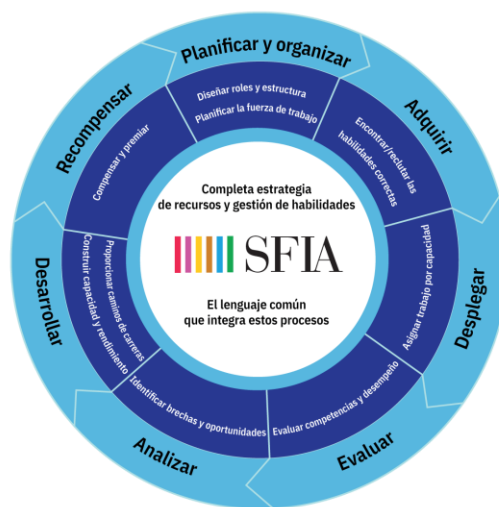 Planificar y organizar
Diseñar roles y estructura
Planificar la fuerza de trabajo
Adquirir
Encontrar/reclutar las
habilidades correctas
Desplegar
Asignar trabajo por capacidad
Evaluar
Evaluar competencias y desempeño
Analizar
Identificar brechas y oportunidades
Desarrollar
Proporcionar caminos de carreras
Construir capacidad y rendimiento
Recompensar
Compensar y premiar
Completa estrategia
de recursos y gestión de habilidades
SFIA
El lenguaje común
que integra estos procesos